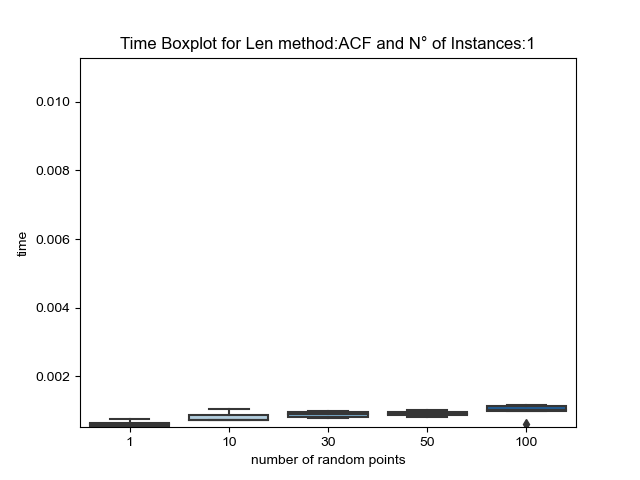 Time Boxplot for Len method:ACF and N° of Instances:1
0.010
0.008
0.006
0.004
0.002
time
1 10 30 50 100
number of random points